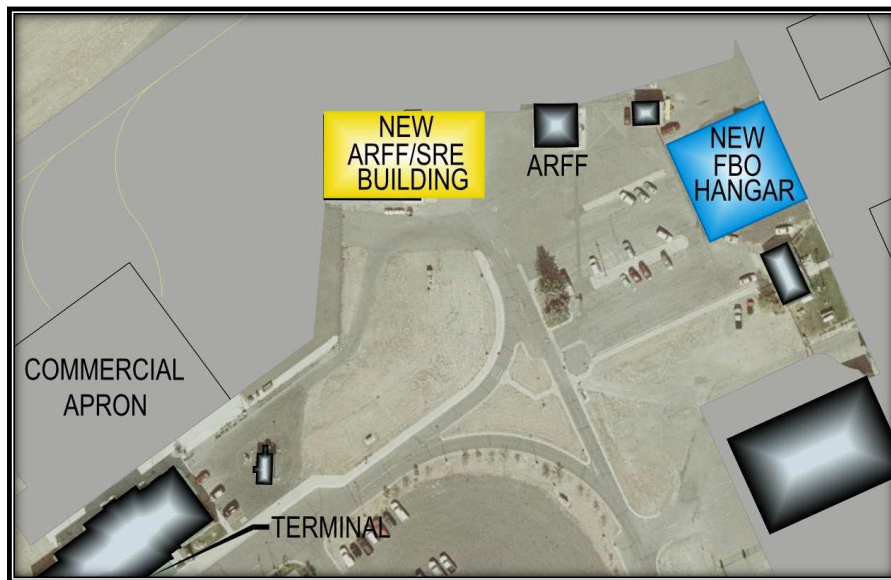 NEW
ARFF/SRE
BUILDING
ARFF
NEW
FBO
HANGAR
COMMERCIAL
APRON
TERMINAL